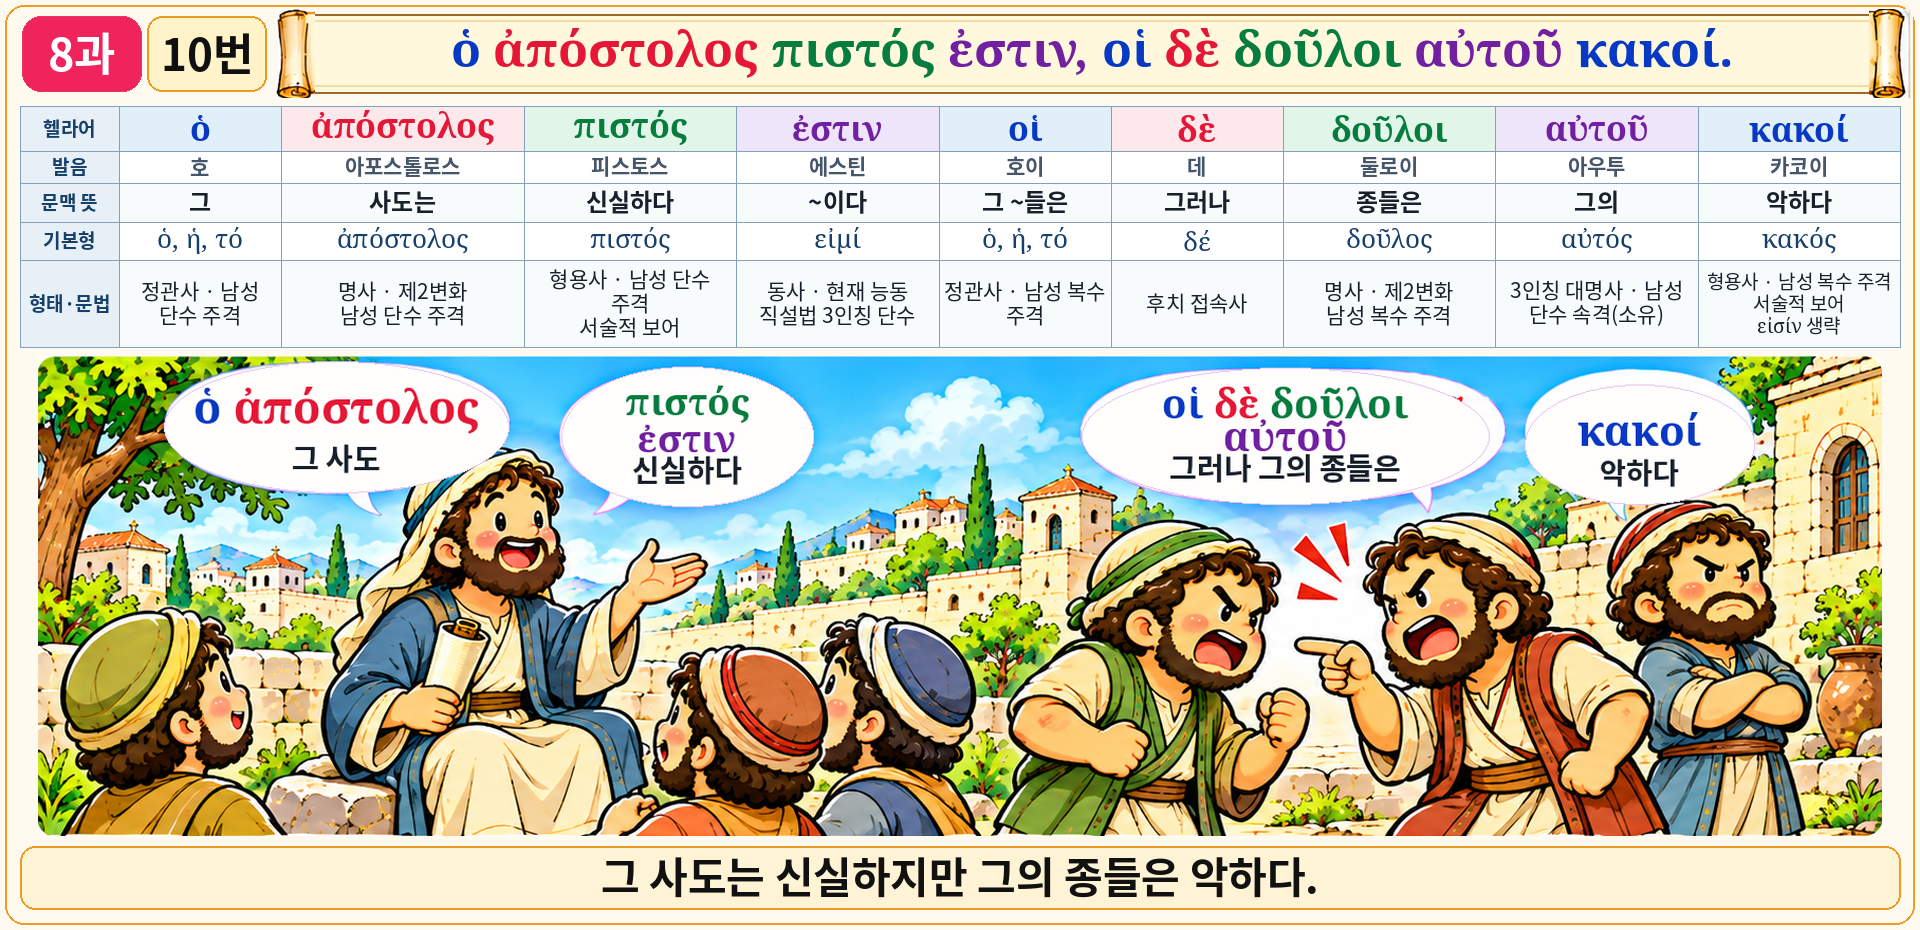 8과 10번 ὁ ἀπόστολος πιστός ἐστιν, οἱ δὲ δοῦλοι αὐτοῦ κακοί.
헬라어 ὁ ἀπόστολος πιστός ἐστιν οἱ δὲ δοῦλοι αὐτοῦ κακοί
발음 호 아포스톨로스 피스토스 에스틴 호이 데 둘로이 아우투 카코이
문맥 뜻 그 사도는 신실하다 ~이다 그 ~들은 그러나 종들은 그의 악하다
기본형 ὁ, ἡ, τό ἀπόστολος πιστός εἰμί ὁ, ἡ, τό δέ δοῦλος αὐτός κακός
형태·문법
정관사 · 남성
단수 주격
명사 · 제2변화
남성 단수 주격
형용사 · 남성 단수
주격
서술적 보어
동사 · 현재 능동
직설법 3인칭 단수
정관사 · 남성 복수
주격
후치 접속사
명사 · 제2변화
남성 복수 주격
3인칭 대명사 · 남성
단수 속격(소유)
형용사 · 남성 복수 주격
서술적 보어
εἰσίν 생략
ὁ ἀπόστολος
그 사도
πιστός
ἐστιν
신실하다
οἱ δὲ δοῦλοι
αὐτοῦ
그러나 그의 종들은
κακοί
악하다
그 사도는 신실하지만 그의 종들은 악하다.